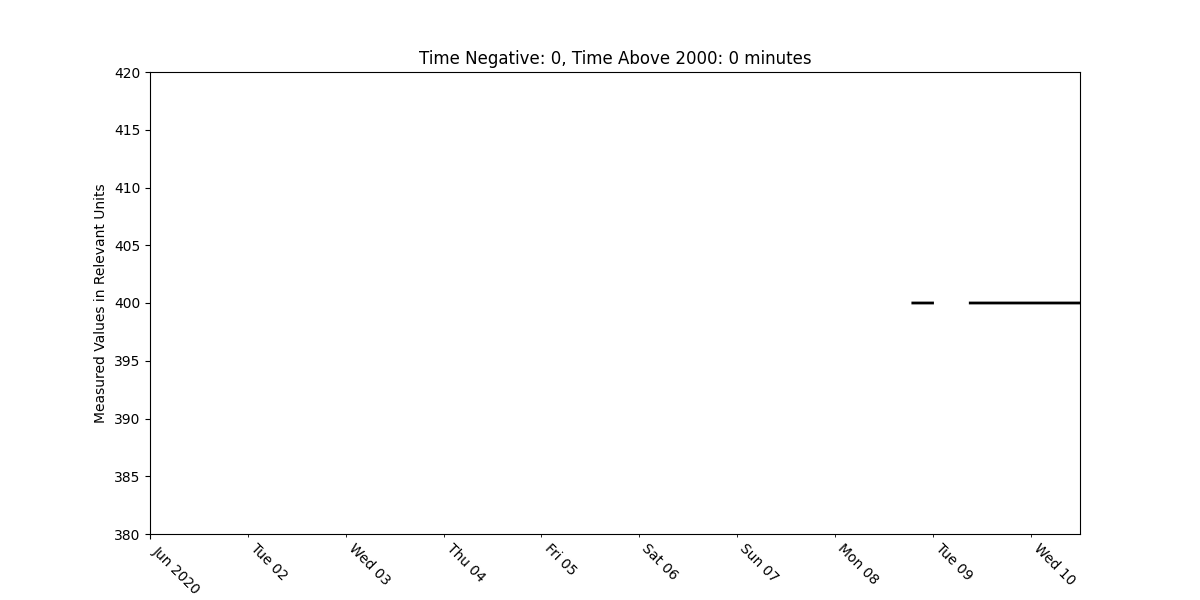 Time Negative: 0, Time Above 2000: 0 minutes
420
415
410
405
400
395
390
385
380
Measured Values in Relevant Units
Jun 2020
Tue 02
Wed 03
Thu 04
Fri 05
Sat 06
Sun 07
Mon 08
Tue 09
Wed 10